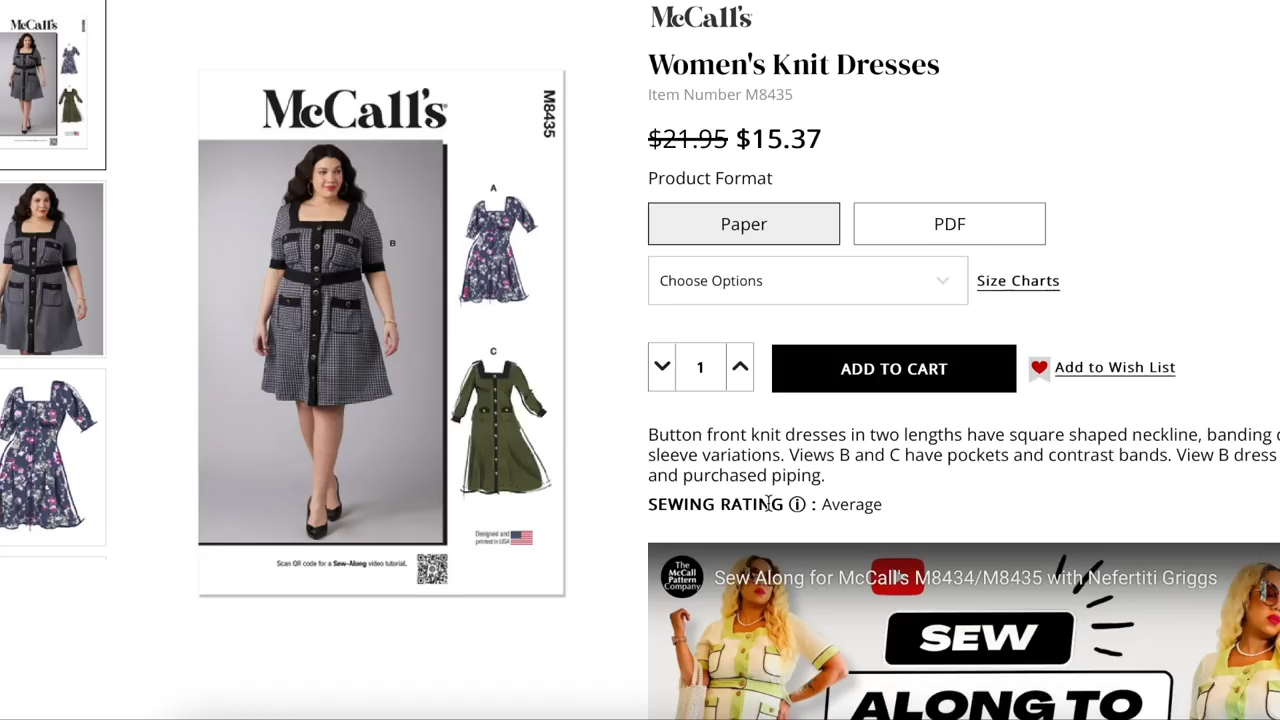 McCall's
McCall's
M8435
A
B
C
Designed and
printed in USA
Scan QR code for a Sew-Along video tutorial.
McCall's
Women's Knit Dresses
Item Number M8435
$21.95 $15.37
Product Format
Paper
PDF
Choose Options
Size Charts
1
ADD TO CART
Add to Wish List
Button front knit dresses in two lengths have square shaped neckline, banding
sleeve variations. Views B and C have pockets and contrast bands. View B dress
and purchased piping.
SEWING RATING ⓘ : Average
The
McCall
Pattern
Company
Sew Along for McCall's M8434/M8435 with Nefertiti Griggs
SEW
ALONG TO